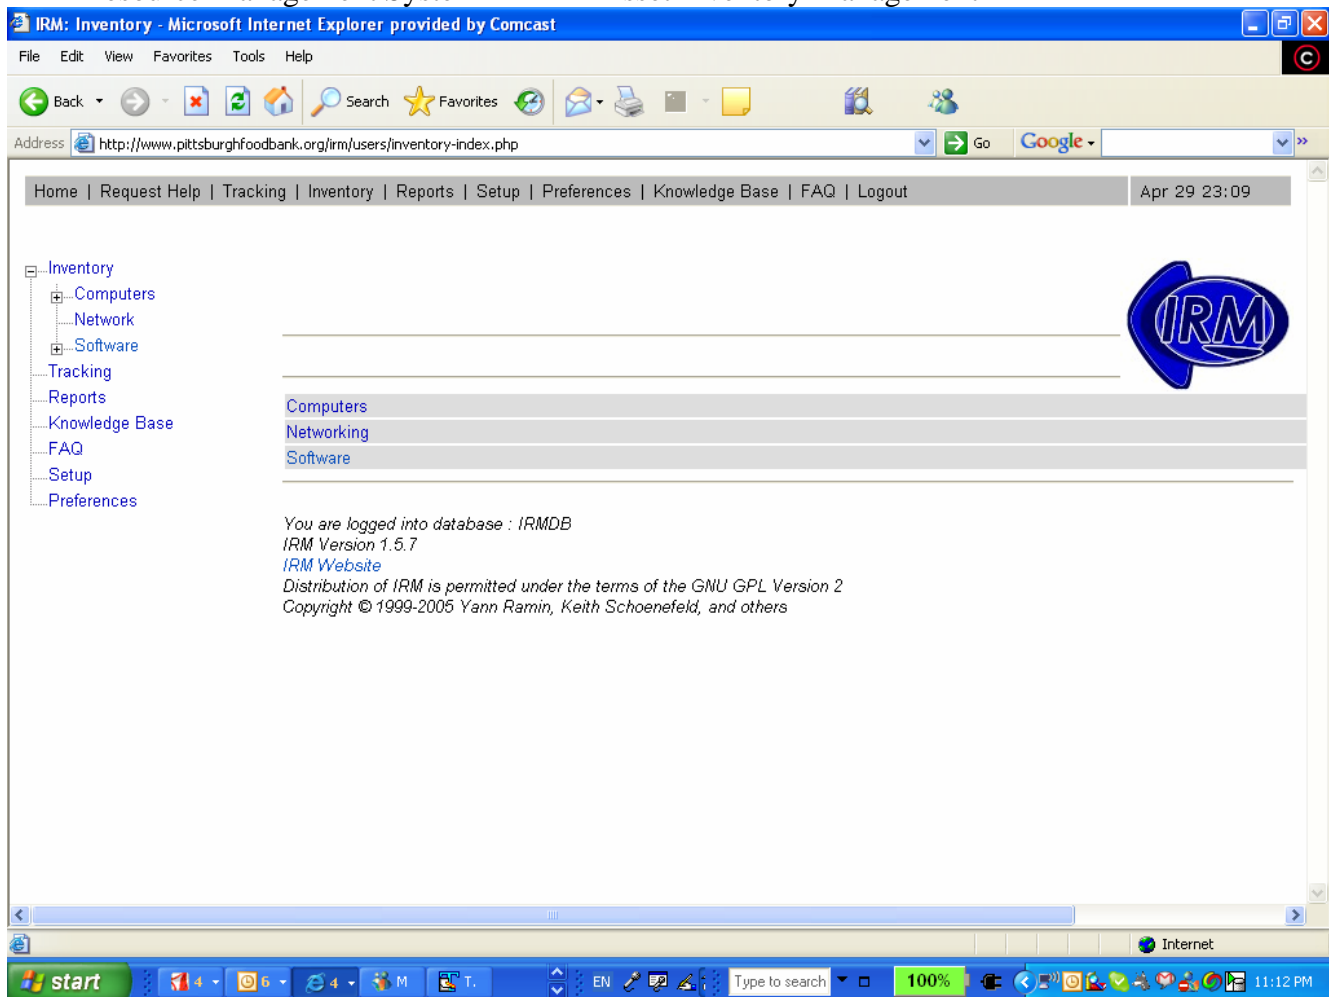 IRM: Inventory - Microsoft Internet Explorer provided by Comcast
File Edit View Favorites Tools Help
Back Search Favorites
Address http://www.pittsburghfoodbank.org/irm/users/inventory-index.php Go Google
Home | Request Help | Tracking | Inventory | Reports | Setup | Preferences | Knowledge Base | FAQ | Logout Apr 29 23:09
Inventory
Computers
Network
Software
Tracking
Reports
Knowledge Base
FAQ
Setup
Preferences
IRM
Computers
Networking
Software
You are logged into database : IRMDB
IRM Version 1.5.7
IRM Website
Distribution of IRM is permitted under the terms of the GNU GPL Version 2
Copyright © 1999-2005 Yann Ramin, Keith Schoenefeld, and others
Internet
start 4 6 4 M T. EN Type to search 100% 11:12 PM